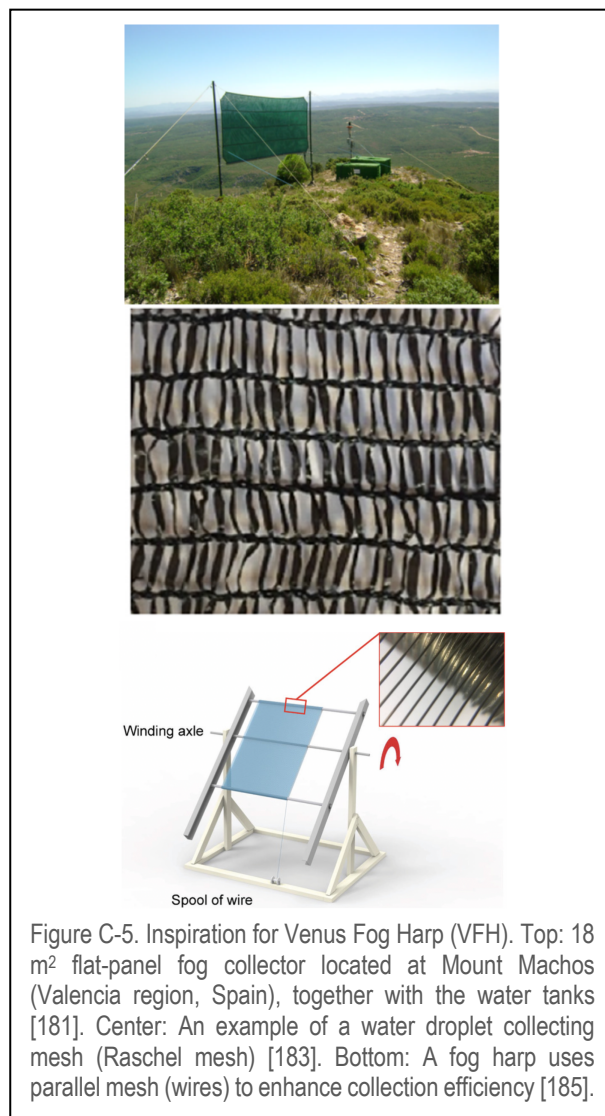 Winding axle
Spool of wire
Figure C-5. Inspiration for Venus Fog Harp (VFH). Top: 18
m² flat-panel fog collector located at Mount Machos
(Valencia region, Spain), together with the water tanks
[181]. Center: An example of a water droplet collecting
mesh (Raschel mesh) [183]. Bottom: A fog harp uses
parallel mesh (wires) to enhance collection efficiency [185].